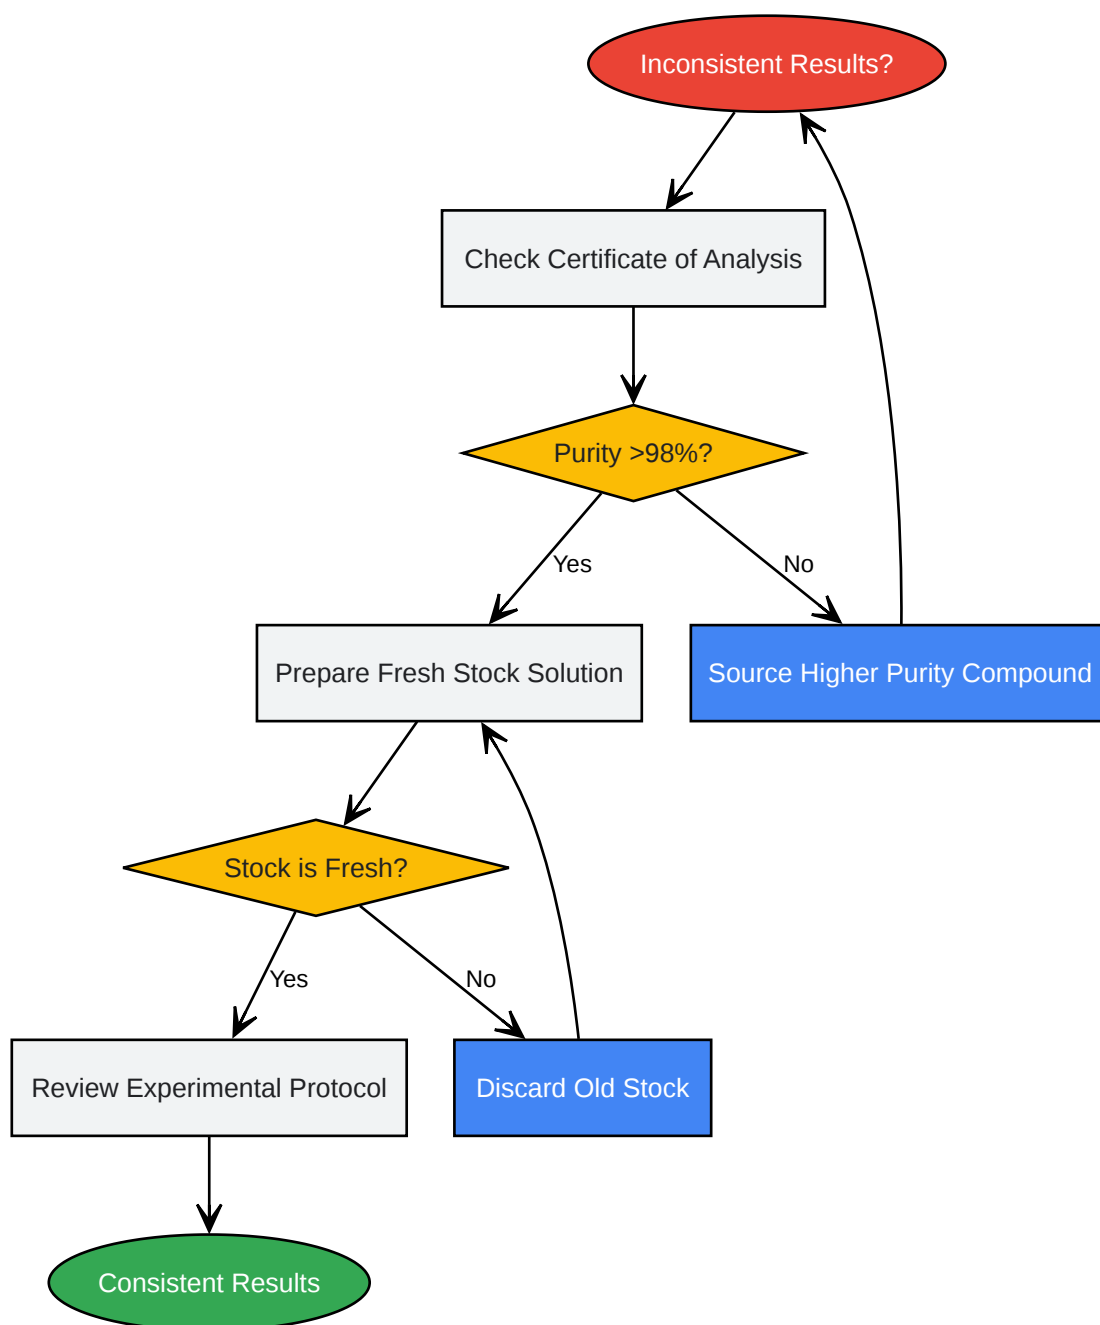 Inconsistent Results?
Check Certificate of Analysis
Purity >98%?
Yes
No
Prepare Fresh Stock Solution
Source Higher Purity Compound
Stock is Fresh?
Yes
No
Review Experimental Protocol
Discard Old Stock
Consistent Results